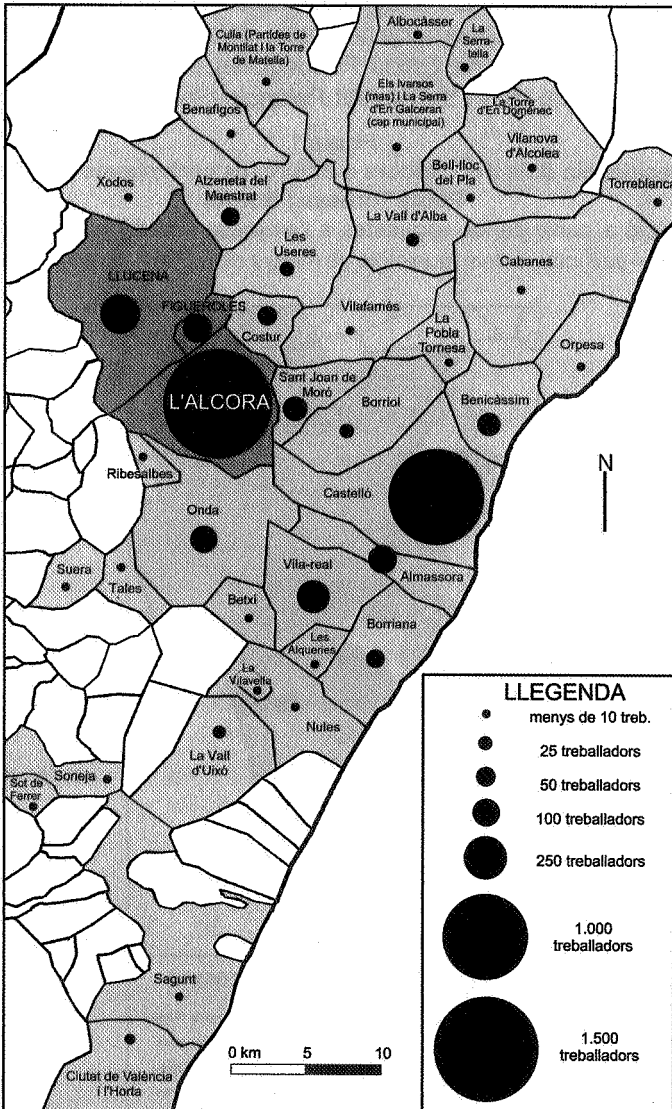 Albocàsser
La
Serra-
tella
Culla (Partides de
Montllat i la Torre
de Matella)
Els Ivarsos
(mas) i La Serra
d'En Galceran
(cap municipal)
La Torre
d'En Doménec
Vilanova
d'Alcolea
Benafigos
Bell-lloc
del Pla
Torreblanca
Xodos
Atzeneta del
Maestrat
La Vall d'Alba
Les
Useres
Cabanes
LLUCENA
FIGUEROLES
Costur
Vilafamés
La
Pobla
Tornesa
Orpesa
L'ALCORA
Sant Joan de
Moró
Borriol
Benicàssim
Ribesalbes
Castelló
Onda
N
Suera
Tales
Vila-real
Almassora
Betxí
Les
Alqueries
Borriana
La
Vilavella
Nules
La Vall
d'Uixó
Soneja
Sot de
Ferrer
Sagunt
Ciutat de València
i l'Horta
0 km 5 10
LLEGENDA
menys de 10 treb.
25 treballadors
50 treballadors
100 treballadors
250 treballadors
1.000
treballadors
1.500
treballadors